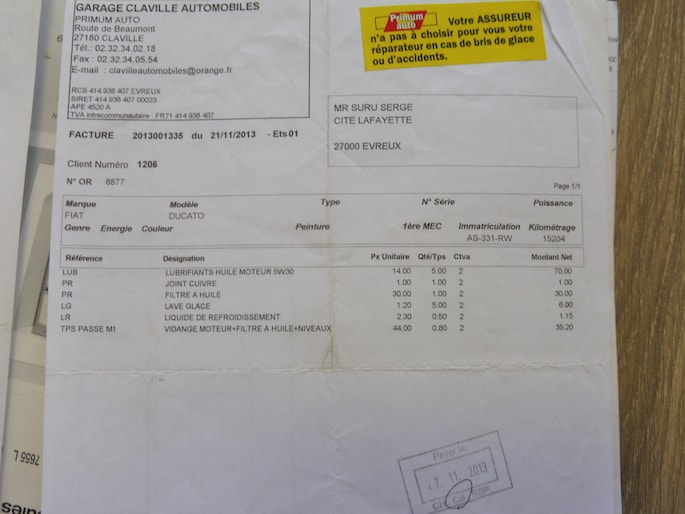 GARAGE CLAVILLE AUTOMOBILES
PRIMUM AUTO
Route de Beaumont
27180 CLAVILLE
Tél.: 02.32.34.02.18
Fax : 02.32.34.05.54
E-mail : clavilleautomobiles@orange.fr
RCS 414 938 407 EVREUX
SIRET 414 938 407 00023
APE 4520 A
TVA intracommunautaire : FR71 414 938 407
Primum auto
Votre ASSUREUR
n'a pas à choisir pour vous votre
réparateur en cas de bris de glace
ou d'accidents.
MR SURU SERGE
CITE LAFAYETTE
27000 EVREUX
FACTURE 2013001335 du 21/11/2013 - Ets 01
Client Numéro 1206
N° OR 8877
Page 1/1
Marque Modèle Type N° Série Puissance
FIAT DUCATO
Genre Energie Couleur Peinture 1ère MEC Immatriculation Kilométrage
AS-331-RW 15204
Référence Désignation Px Unitaire Qté/Tps Ctva Montant Net
LUB LUBRIFIANTS HUILE MOTEUR 5W30 14.00 5.00 2 70.00
PR JOINT CUIVRE 1.00 1.00 2 1.00
PR FILTRE A HUILE 30.00 1.00 2 30.00
LG LAVE GLACE 1.20 5.00 2 6.00
LR LIQUIDE DE REFROIDISSEMENT 2.30 0.50 2 1.15
TPS PASSE M1 VIDANGE MOTEUR+FILTRE A HUILE+NIVEAUX 44.00 0.80 2 35.20
Payer le:
11. 2013
7655 L